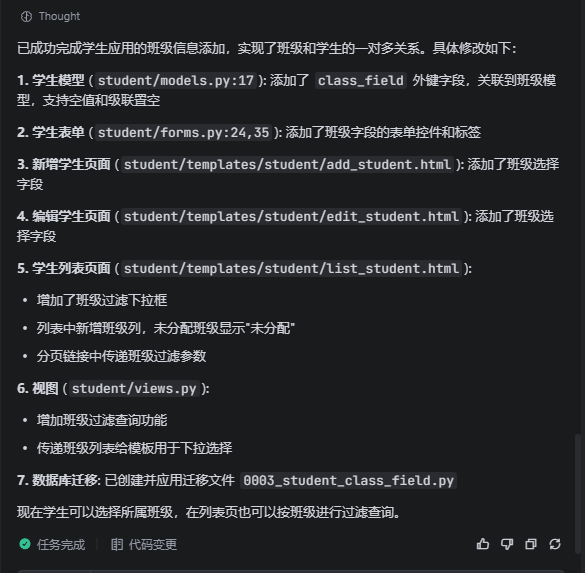 Thought
已成功完成学生应用的班级信息添加，实现了班级和学生的一对多关系。具体修改如下：
1. 学生模型 ( student/models.py:17 ): 添加了 class_field 外键字段，关联到班级模
型，支持空值和级联置空
2. 学生表单 ( student/forms.py:24,35 ): 添加了班级字段的表单控件和标签
3. 新增学生页面 ( student/templates/student/add_student.html ): 添加了班级选择
字段
4. 编辑学生页面 ( student/templates/student/edit_student.html ): 添加了班级选
择字段
5. 学生列表页面 ( student/templates/student/list_student.html ):
• 增加了班级过滤下拉框
• 列表中新增班级列，未分配班级显示"未分配"
• 分页链接中传递班级过滤参数
6. 视图 ( student/views.py ):
• 增加班级过滤查询功能
• 传递班级列表给模板用于下拉选择
7. 数据库迁移: 已创建并应用迁移文件 0003_student_class_field.py
现在学生可以选择所属班级，在列表页也可以按班级进行过滤查询。
任务完成 代码变更